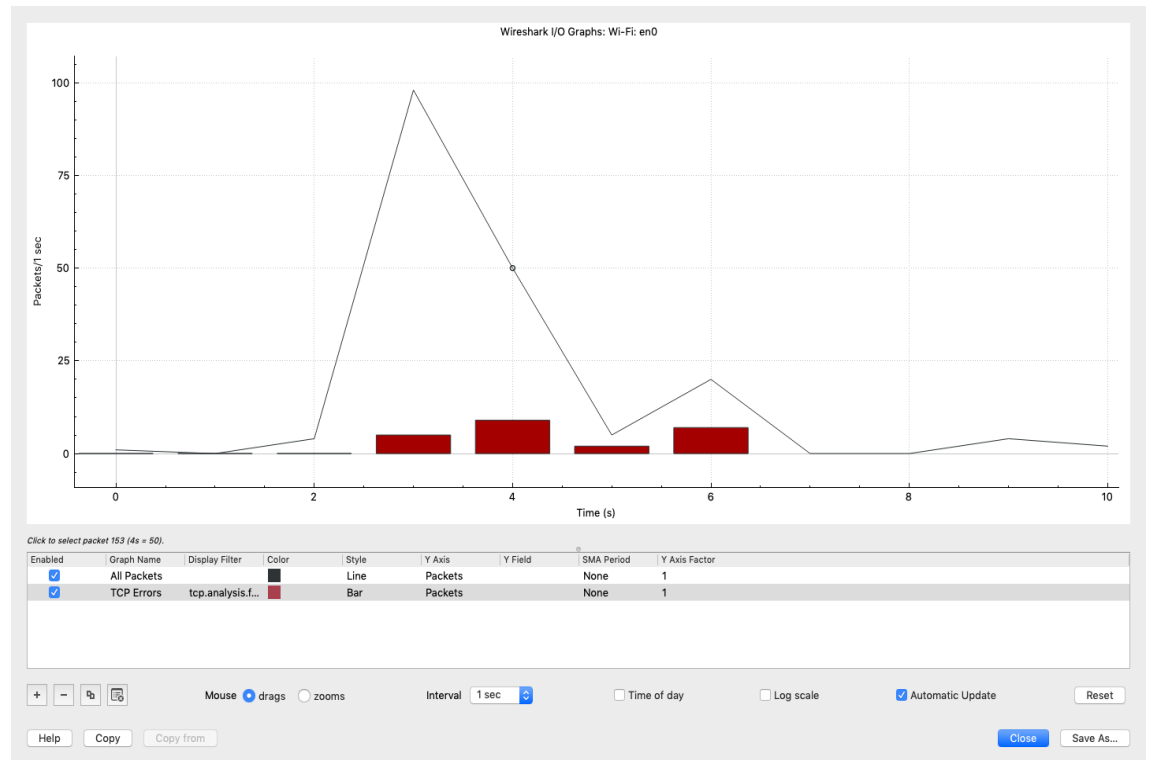 Wireshark I/O Graphs: Wi-Fi: en0
100
75
50
25
0
Packets/1 sec
0 2 4 6 8 10
Time (s)
Click to select packet 153 (4s = 50).
Enabled Graph Name Display Filter Color Style Y Axis Y Field SMA Period Y Axis Factor
All Packets Line Packets None 1
TCP Errors tcp.analysis.f... Bar Packets None 1
+ − Mouse drags zooms Interval 1 sec Time of day Log scale Automatic Update Reset
Help Copy Copy from Close Save As...